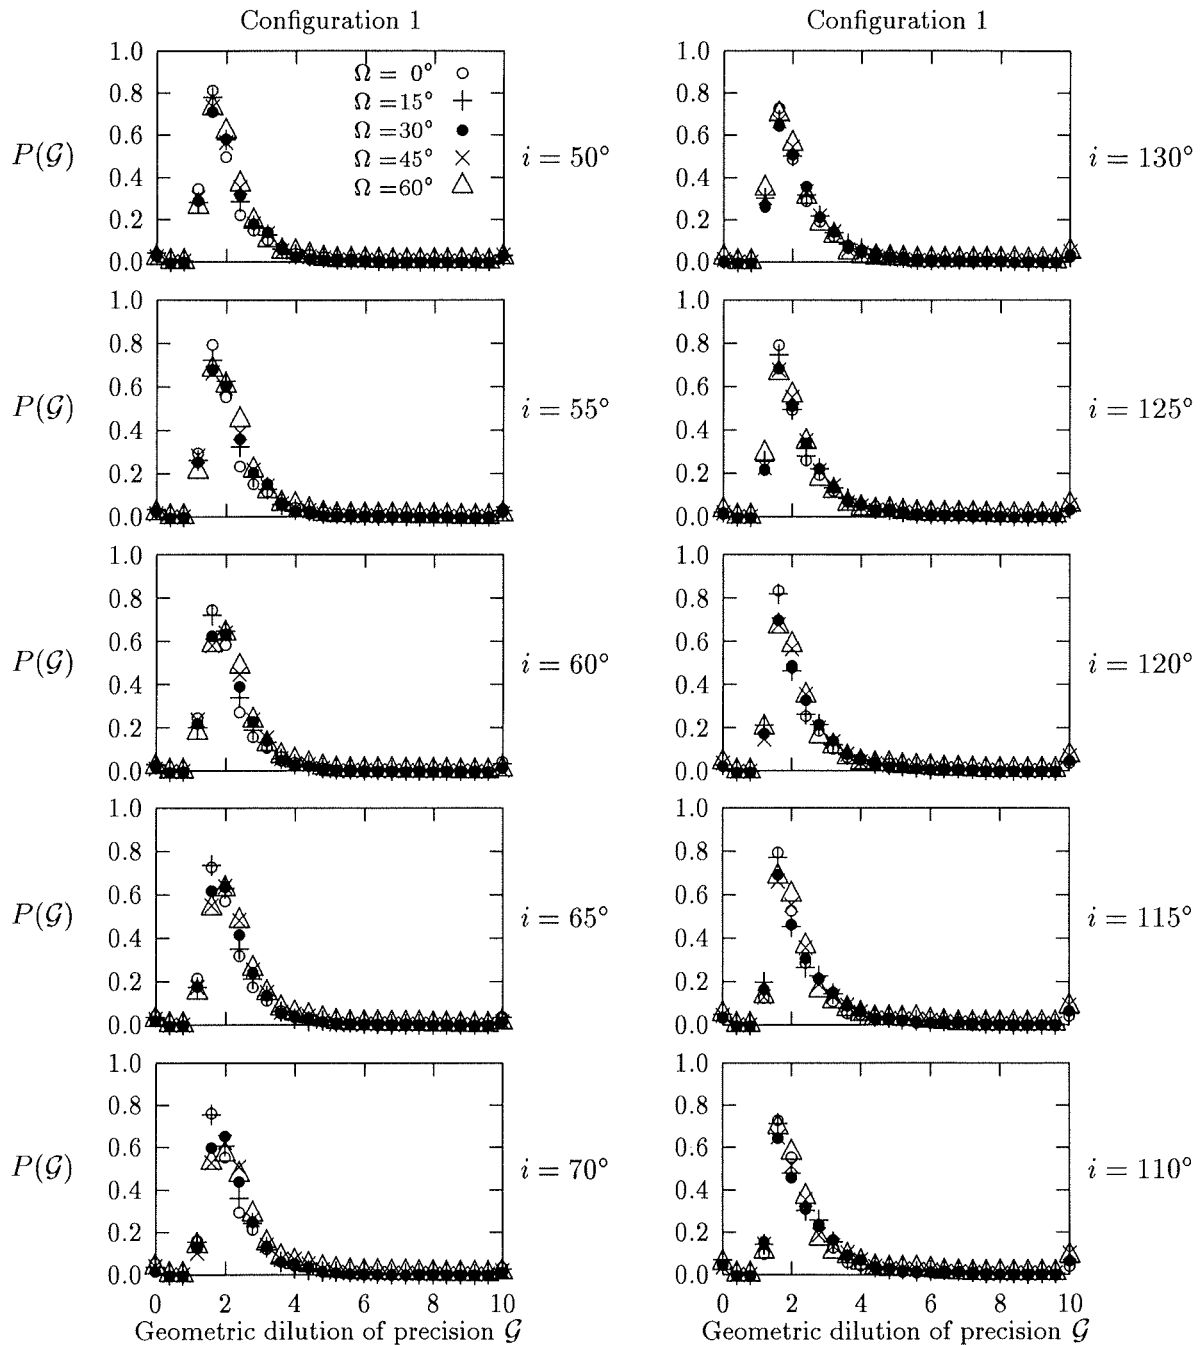 Configuration 1
Configuration 1
1.0
0.8
0.6
0.4
0.2
0.0
P(𝒢)
Ω = 0°
Ω = 15°
Ω = 30°
Ω = 45°
Ω = 60°
i = 50°
1.0
0.8
0.6
0.4
0.2
0.0
i = 130°
1.0
0.8
0.6
0.4
0.2
0.0
P(𝒢)
i = 55°
1.0
0.8
0.6
0.4
0.2
0.0
i = 125°
1.0
0.8
0.6
0.4
0.2
0.0
P(𝒢)
i = 60°
1.0
0.8
0.6
0.4
0.2
0.0
i = 120°
1.0
0.8
0.6
0.4
0.2
0.0
P(𝒢)
i = 65°
1.0
0.8
0.6
0.4
0.2
0.0
i = 115°
1.0
0.8
0.6
0.4
0.2
0.0
P(𝒢)
i = 70°
1.0
0.8
0.6
0.4
0.2
0.0
i = 110°
0 2 4 6 8 10
0 2 4 6 8 10
Geometric dilution of precision 𝒢
Geometric dilution of precision 𝒢